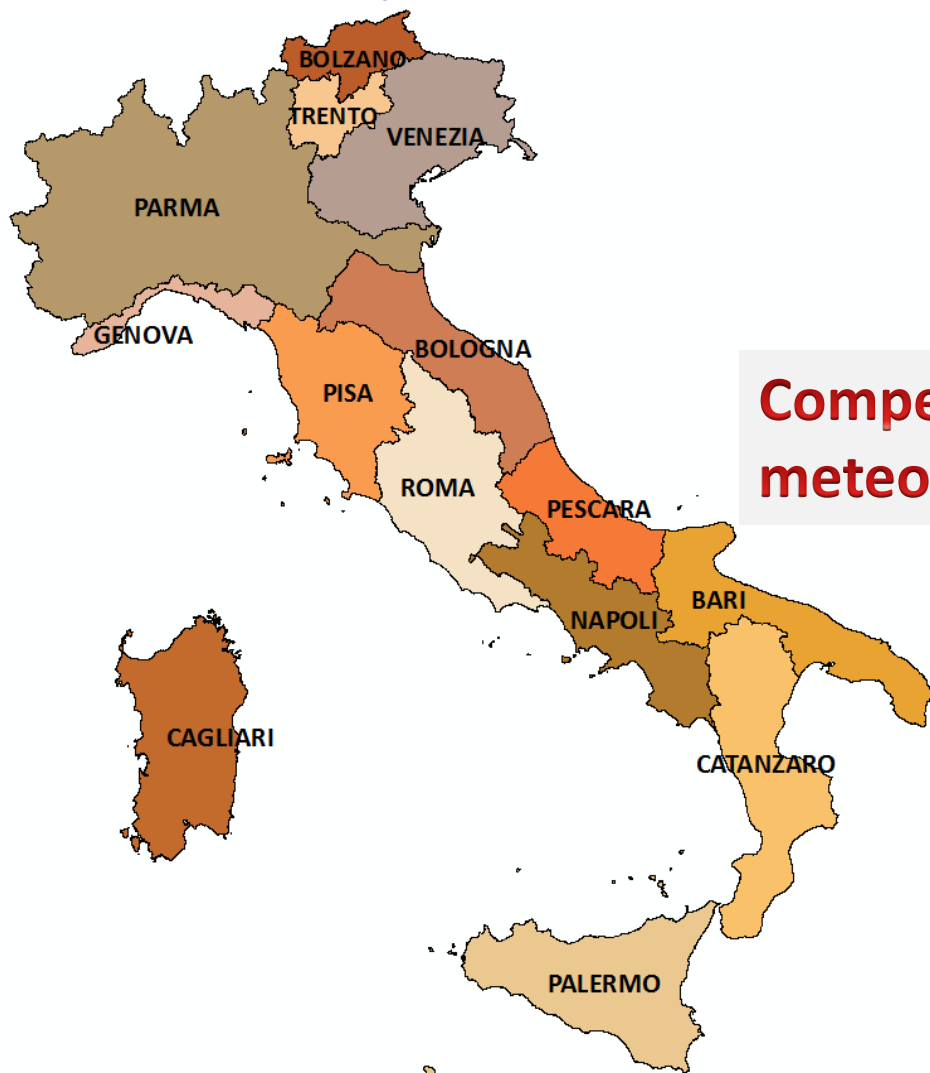 BOLZANO
TRENTO
VENEZIA
PARMA
GENOVA
BOLOGNA
PISA
Compe
meteo
ROMA
PESCARA
BARI
NAPOLI
CAGLIARI
CATANZARO
PALERMO